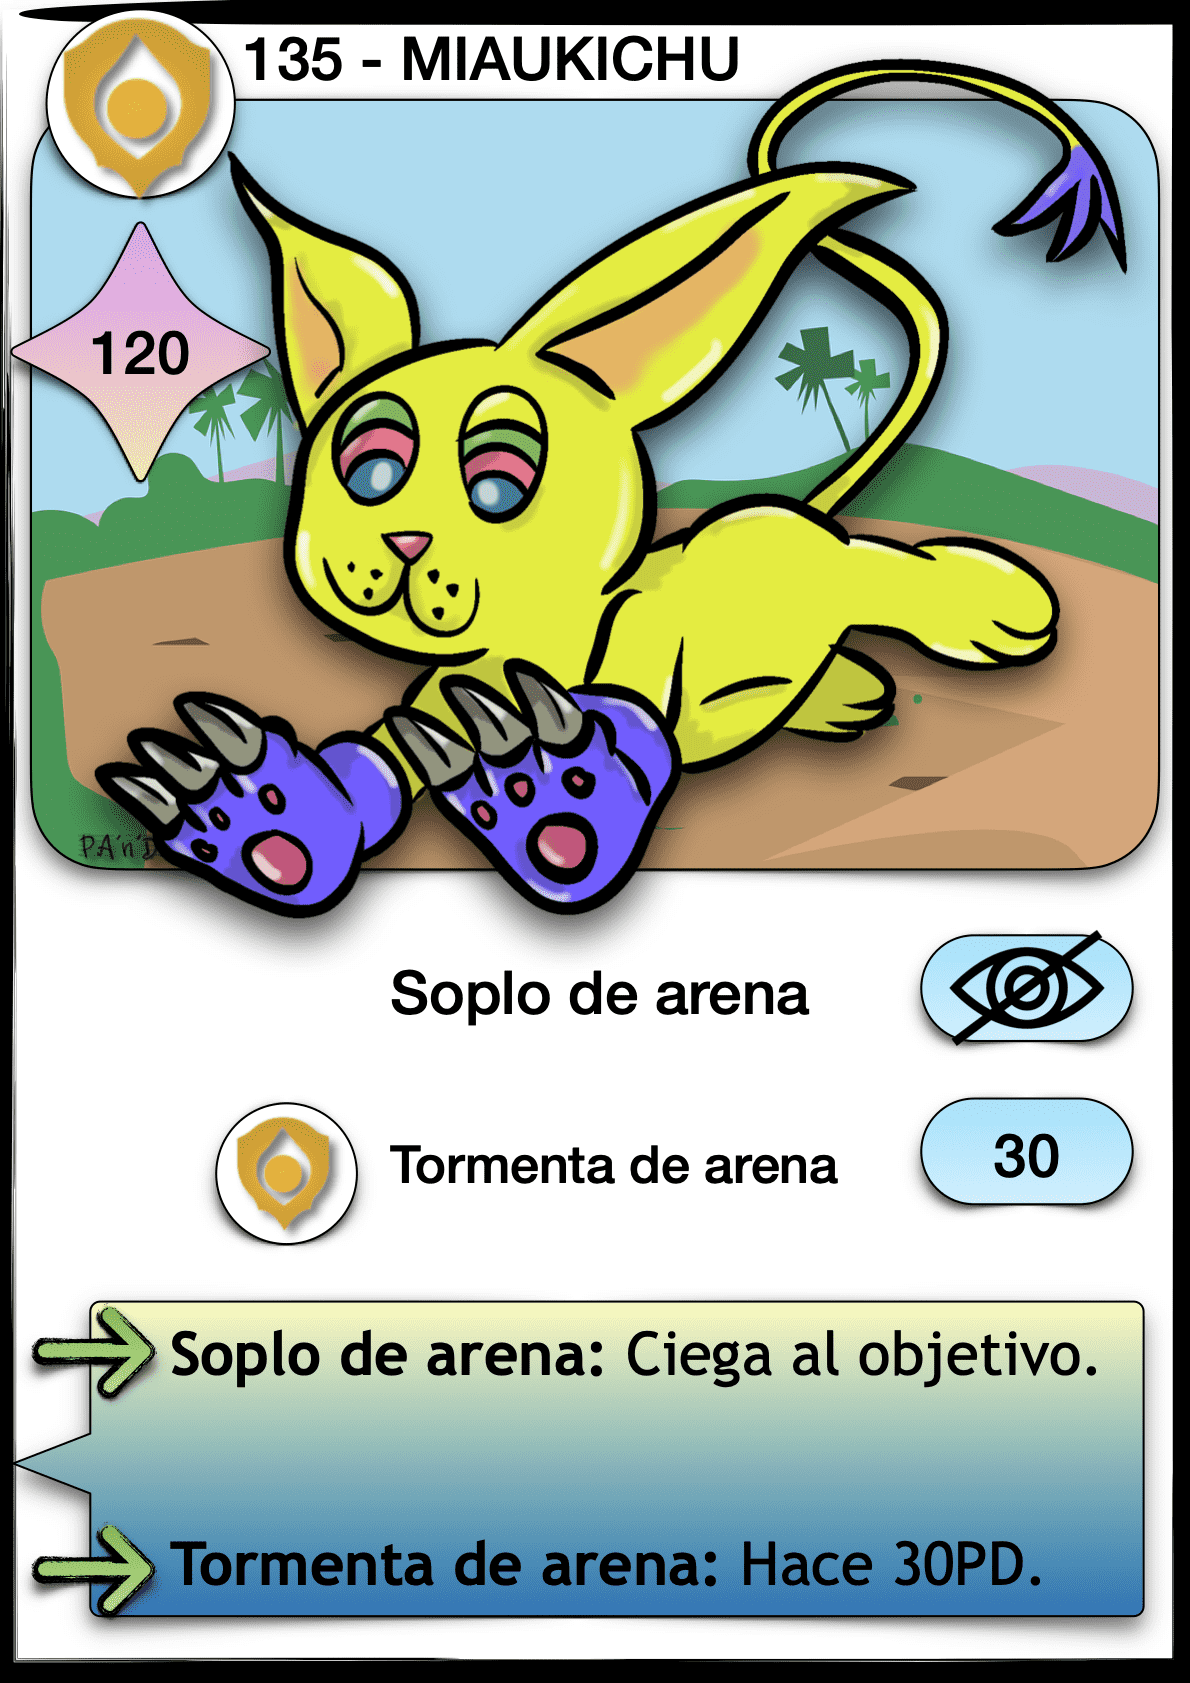 135 - MIAUKICHU
120
Soplo de arena
Tormenta de arena
30
Soplo de arena: Ciega al objetivo.
Tormenta de arena: Hace 30PD.